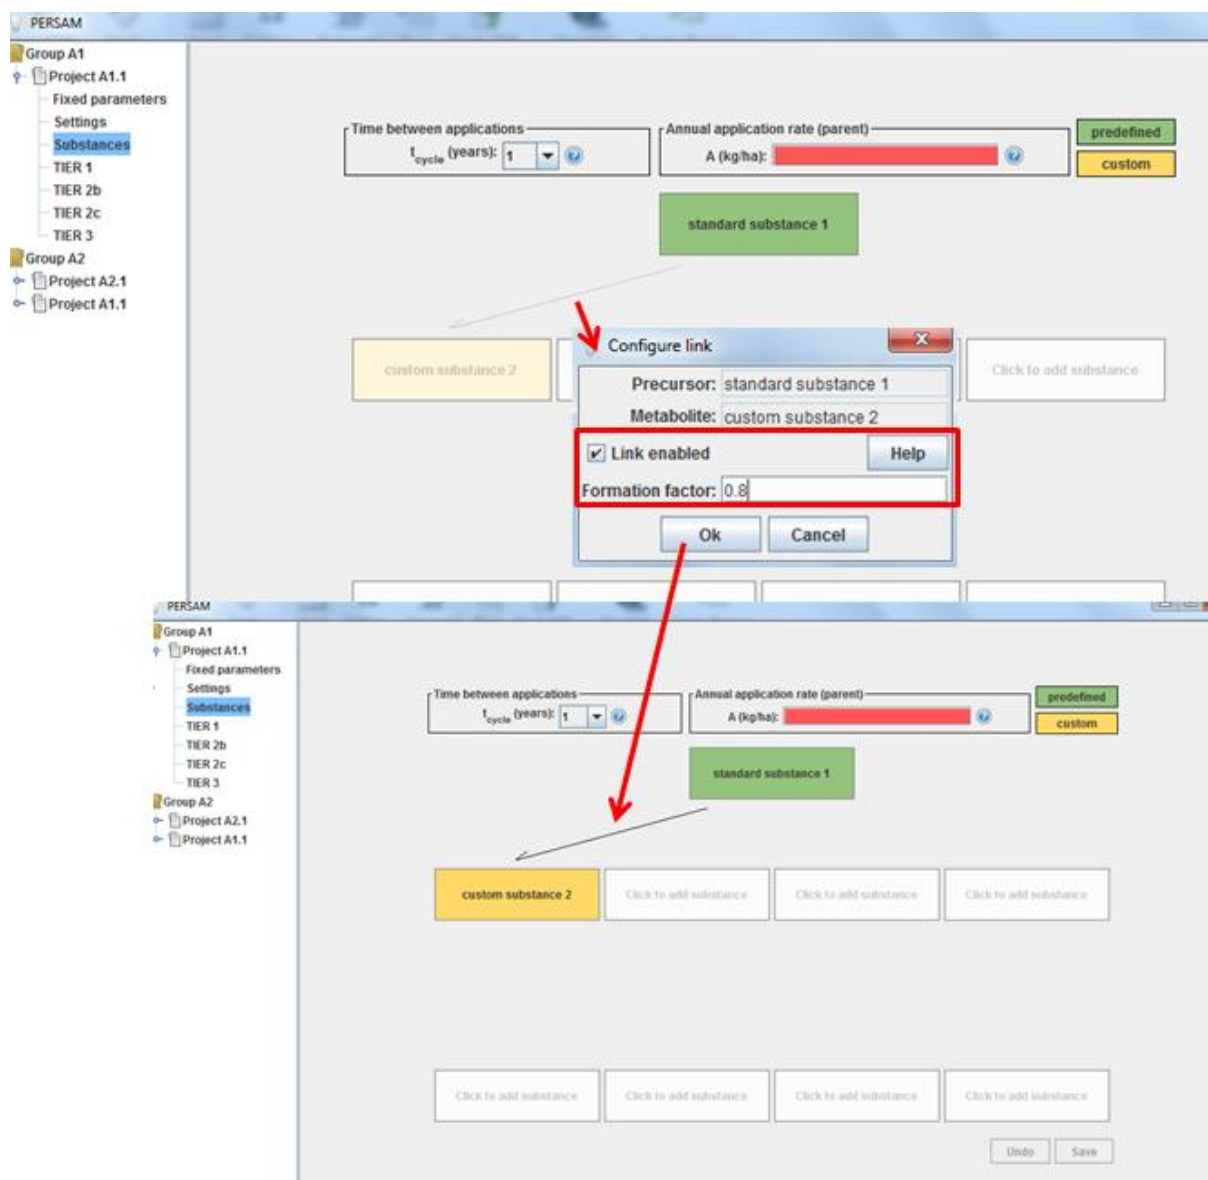 PERSAM
Group A1
Project A1.1
Fixed parameters
Settings
Substances
TIER 1
TIER 2b
TIER 2c
TIER 3
Group A2
Project A2.1
Project A1.1
Time between applications
t_cycle (years): 1
Annual application rate (parent)
A (kg/ha):
predefined
custom
standard substance 1
custom substance 2
Click to add substance
Configure link
X
Precursor: standard substance 1
Metabolite: custom substance 2
Link enabled
Help
Formation factor: 0.8
Ok
Cancel
PERSAM
Group A1
Project A1.1
Fixed parameters
Settings
Substances
TIER 1
TIER 2b
TIER 2c
TIER 3
Group A2
Project A2.1
Project A1.1
Time between applications
t_cycle (years): 1
Annual application rate (parent)
A (kg/ha):
predefined
custom
standard substance 1
custom substance 2
Click to add substance
Click to add substance
Click to add substance
Click to add substance
Click to add substance
Click to add substance
Click to add substance
Undo
Save